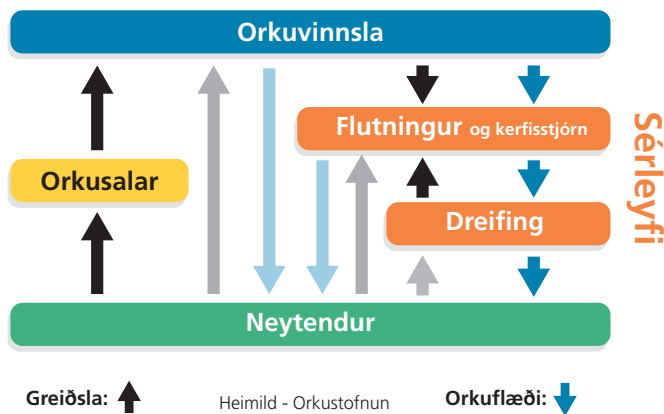 Orkuvinnsla
Flutningur og kerfisstjórn
Sérleyfi
Orkusalar
Dreifing
Neytendur
Greiðsla:
Heimild - Orkustofnun
Orkuflæði: